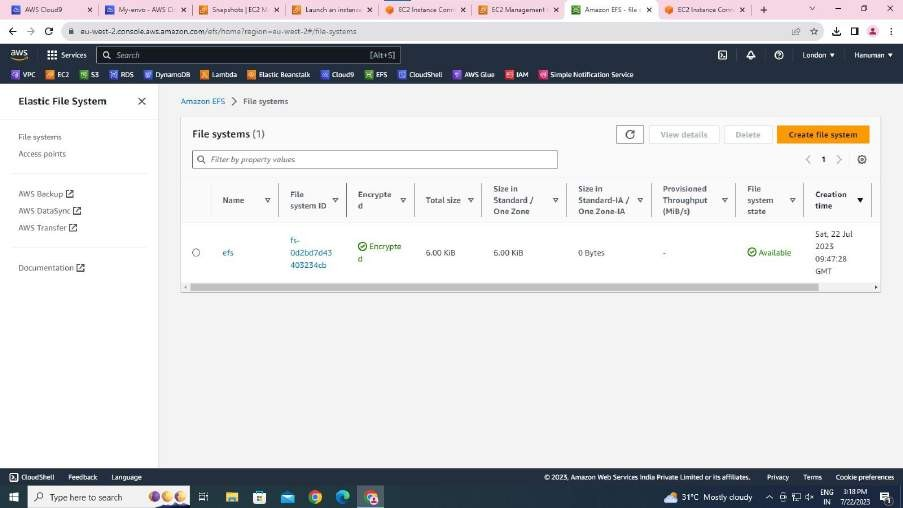 AWS Cloud9
My-envo - AWS Cl
Snapshots | EC2 M
Launch an instance
EC2 Instance Conn
EC2 Management
Amazon EFS - file s
EC2 Instance Conn
eu-west-2.console.aws.amazon.com/efs/home?region=eu-west-2#/file-systems
aws
Services
Search
[Alt+S]
London
Hanuman
VPC
EC2
S3
RDS
DynamoDB
Lambda
Elastic Beanstalk
Cloud9
EFS
CloudShell
AWS Glue
IAM
Simple Notification Service
Elastic File System
File systems
Access points
AWS Backup
AWS DataSync
AWS Transfer
Documentation
Amazon EFS
File systems
File systems (1)
View details
Delete
Create file system
Filter by property values
1
Name
File
system ID
Encrypte
d
Total size
Size in
Standard /
One Zone
Size in
Standard-IA /
One Zone-IA
Provisioned
Throughput
(MiB/s)
File
system
state
Creation
time
efs
fs-
0d2bd7d43
403234cb
Encrypte
d
6.00 KiB
6.00 KiB
0 Bytes
-
Available
Sat, 22 Jul
2023
09:47:28
GMT
CloudShell
Feedback
Language
© 2023, Amazon Web Services India Private Limited or its affiliates.
Privacy
Terms
Cookie preferences
Type here to search
31°C Mostly cloudy
ENG
IN
3:18 PM
7/22/2023